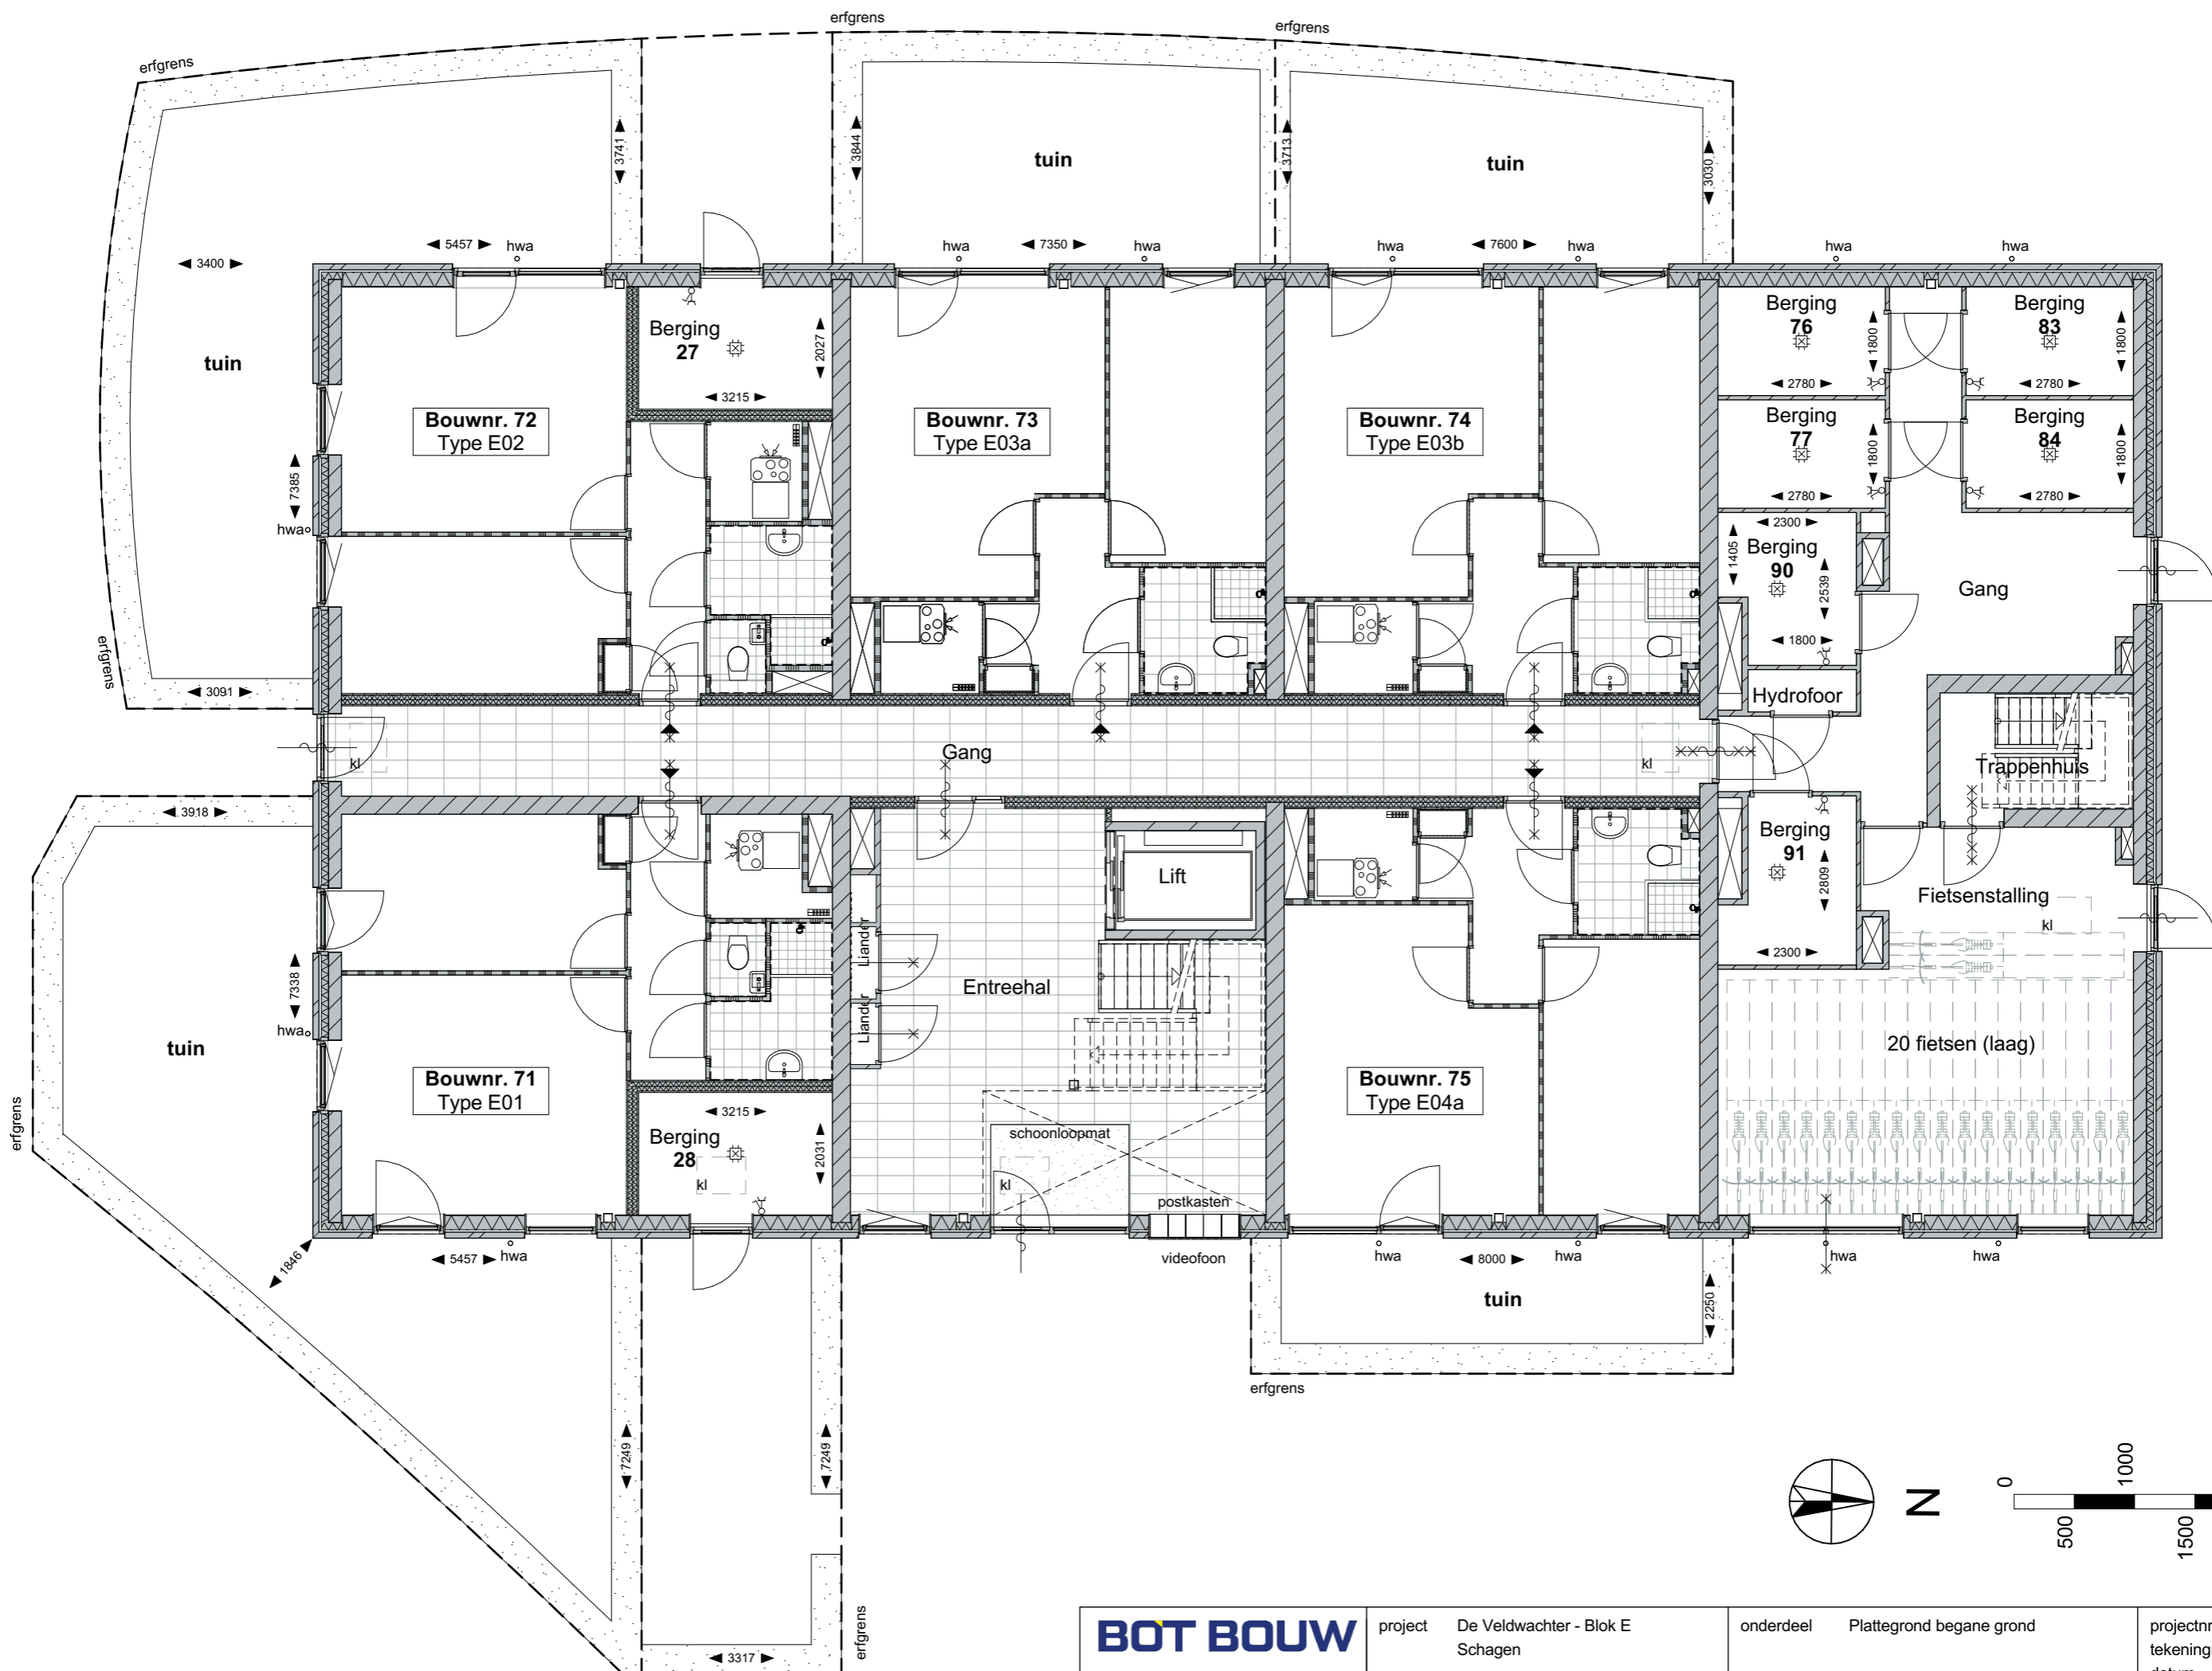 erfgrens
erfgrens
erfgrens
3741
3844
tuin
3713
tuin
3030
3400
5457
hwa
hwa
7350
hwa
hwa
7600
hwa
hwa
hwa
tuin
Berging
27
2027
3215
Bouwnr. 72
Type E02
Bouwnr. 73
Type E03a
Bouwnr. 74
Type E03b
Berging
76
1800
2780
Berging
83
1800
2780
Berging
77
1800
2780
Berging
84
1800
2780
7385
hwa
2300
1405
Berging
90
2539
1800
Gang
erfgrens
3091
Hydrofoor
kl
Gang
kl
Trappenhuis
3918
Berging
91
2809
2300
Lift
Fietsenstalling
kl
Liander
Liander
Entreehal
7338
hwa
tuin
20 fietsen (laag)
Bouwnr. 71
Type E01
3215
Berging
28
2031
kl
schoonloopmat
kl
postkasten
Bouwnr. 75
Type E04a
erfgrens
1846
5457
hwa
videofoon
hwa
8000
hwa
hwa
hwa
tuin
2250
erfgrens
7249
7249
N
0
1000
500
1500
erfgrens
3317
BOT BOUW
project De Veldwachter - Blok E
Schagen
onderdeel Plattegrond begane grond
projectnr
tekening